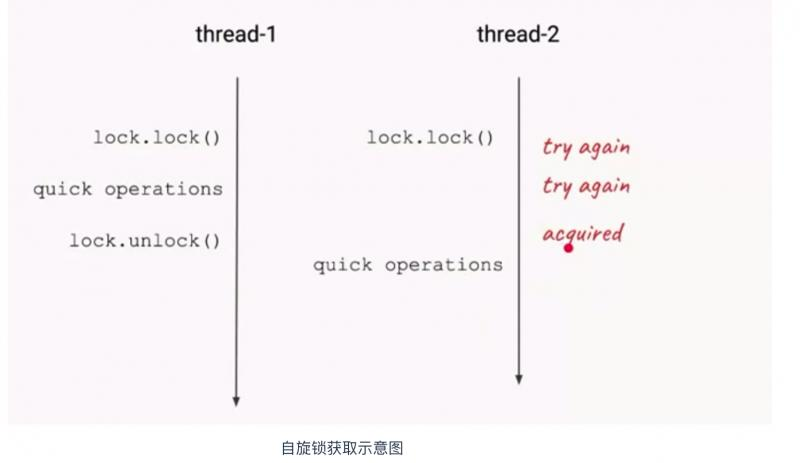 thread-1 thread-2
lock.lock() lock.lock() try again
quick operations try again
lock.unlock() acquired
quick operations
自旋锁获取示意图